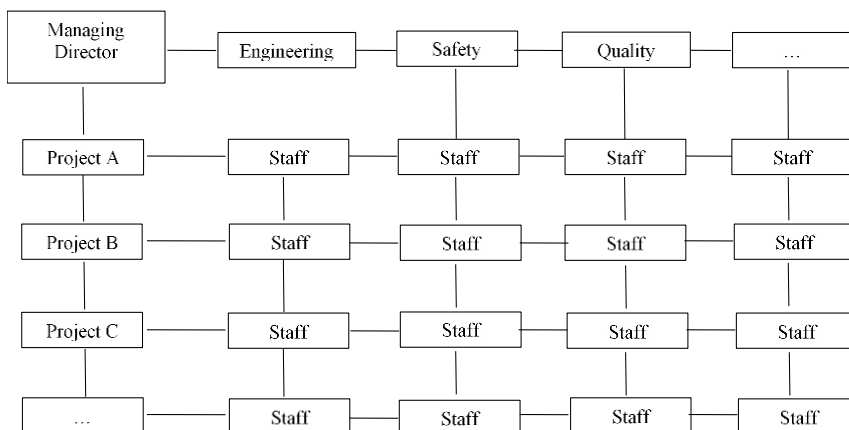 Managing
Director
Engineering
Safety
Quality
...
Project A
Staff
Staff
Staff
Staff
Project B
Staff
Staff
Staff
Staff
Project C
Staff
Staff
Staff
Staff
...
Staff
Staff
Staff
Staff